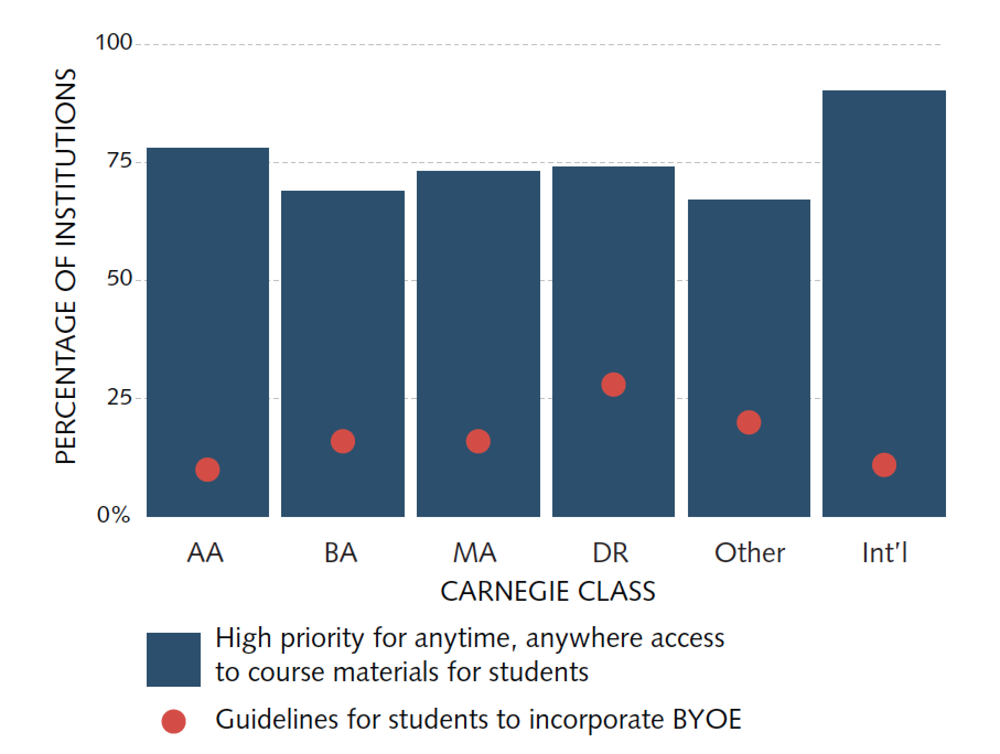 100
75
50
25
0%
PERCENTAGE OF INSTITUTIONS
AA
BA
MA
DR
Other
Int'l
CARNEGIE CLASS
High priority for anytime, anywhere access
to course materials for students
Guidelines for students to incorporate BYOE